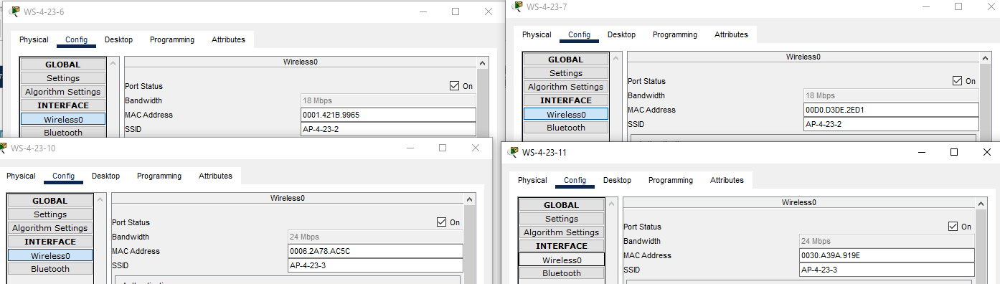 WS-4-23-6
Physical Config Desktop Programming Attributes
GLOBAL
Settings
Algorithm Settings
INTERFACE
Wireless0
Bluetooth
Wireless0
Port Status On
Bandwidth 18 Mbps
MAC Address 0001.421B.9965
SSID AP-4-23-2
WS-4-23-7
Physical Config Desktop Programming Attributes
GLOBAL
Settings
Algorithm Settings
INTERFACE
Wireless0
Bluetooth
Wireless0
Port Status On
Bandwidth 18 Mbps
MAC Address 00D0.D3DE.2ED1
SSID AP-4-23-2
WS-4-23-10
Physical Config Desktop Programming Attributes
GLOBAL
Settings
Algorithm Settings
INTERFACE
Wireless0
Bluetooth
Wireless0
Port Status On
Bandwidth 24 Mbps
MAC Address 0006.2A78.AC5C
SSID AP-4-23-3
WS-4-23-11
Physical Config Desktop Programming Attributes
GLOBAL
Settings
Algorithm Settings
INTERFACE
Wireless0
Bluetooth
Wireless0
Port Status On
Bandwidth 24 Mbps
MAC Address 0030.A39A.919E
SSID AP-4-23-3